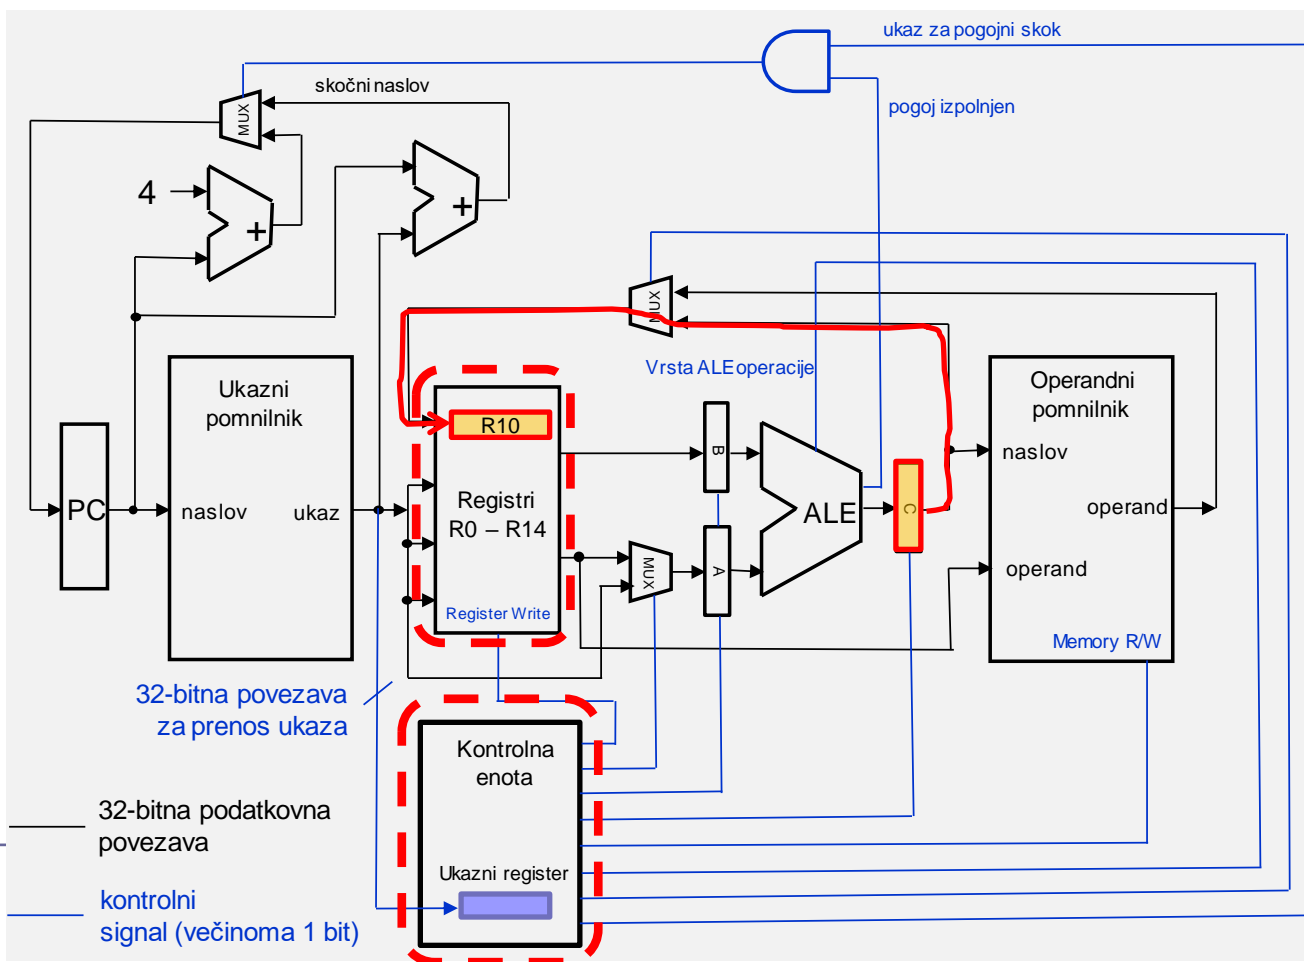 ukaz za pogojni skok
skočni naslov
MUX
pogoj izpolnjen
4
+
+
MUX
Vrsta ALE operacije
Ukazni
pomnilnik
Operandni
pomnilnik
R10
B
naslov
PC
naslov
ukaz
Registri
R0 – R14
ALE
C
operand
MUX
A
operand
Register Write
Memory R/W
32-bitna povezava
za prenos ukaza
Kontrolna
enota
32-bitna podatkovna
povezava
Ukazni register
kontrolni
signal (večinoma 1 bit)